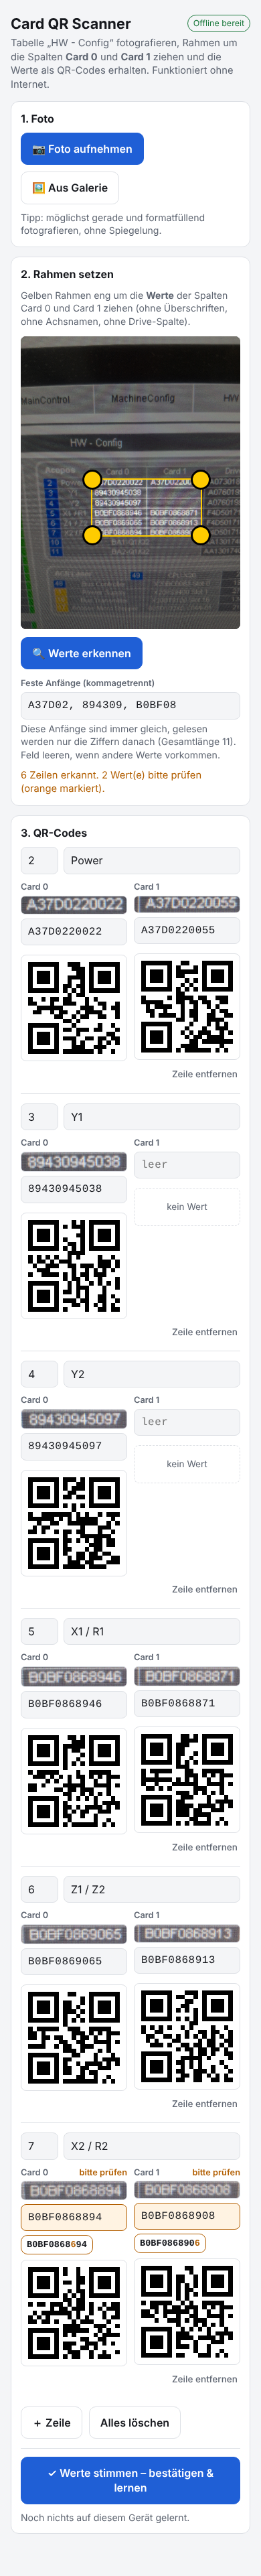 Card QR Scanner
Offline bereit
Tabelle „HW - Config“ fotografieren, Rahmen um
die Spalten Card 0 und Card 1 ziehen und die
Werte als QR-Codes erhalten. Funktioniert ohne
Internet.
1. Foto
Foto aufnehmen
Aus Galerie
Tipp: möglichst gerade und formatfüllend
fotografieren, ohne Spiegelung.
2. Rahmen setzen
Gelben Rahmen eng um die Werte der Spalten
Card 0 und Card 1 ziehen (ohne Überschriften,
ohne Achsnamen, ohne Drive-Spalte).
MainControl MachineConfig HW
HW - Config
Card 0 Card 1
Werte erkennen
Feste Anfänge (kommagetrennt)
A37D02, 894309, B0BF08
Diese Anfänge sind immer gleich, gelesen
werden nur die Ziffern danach (Gesamtlänge 11).
Feld leeren, wenn andere Werte vorkommen.
6 Zeilen erkannt. 2 Wert(e) bitte prüfen
(orange markiert).
3. QR-Codes
2 Power
Card 0 Card 1
A37D0220022 A37D0220055
A37D0220022 A37D0220055
Zeile entfernen
3 Y1
Card 0 Card 1
89430945038 leer
89430945038
kein Wert
Zeile entfernen
4 Y2
Card 0 Card 1
89430945097 leer
89430945097
kein Wert
Zeile entfernen
5 X1 / R1
Card 0 Card 1
B0BF0868946 B0BF0868871
B0BF0868946 B0BF0868871
Zeile entfernen
6 Z1 / Z2
Card 0 Card 1
B0BF0869065 B0BF0868913
B0BF0869065 B0BF0868913
Zeile entfernen
7 X2 / R2
Card 0 bitte prüfen Card 1 bitte prüfen
B0BF0868894 B0BF0868908
B0BF0868894 B0BF0868908
B0BF0868694 B0BF0868906
Zeile entfernen
+ Zeile Alles löschen
✓ Werte stimmen – bestätigen &
lernen
Noch nichts auf diesem Gerät gelernt.